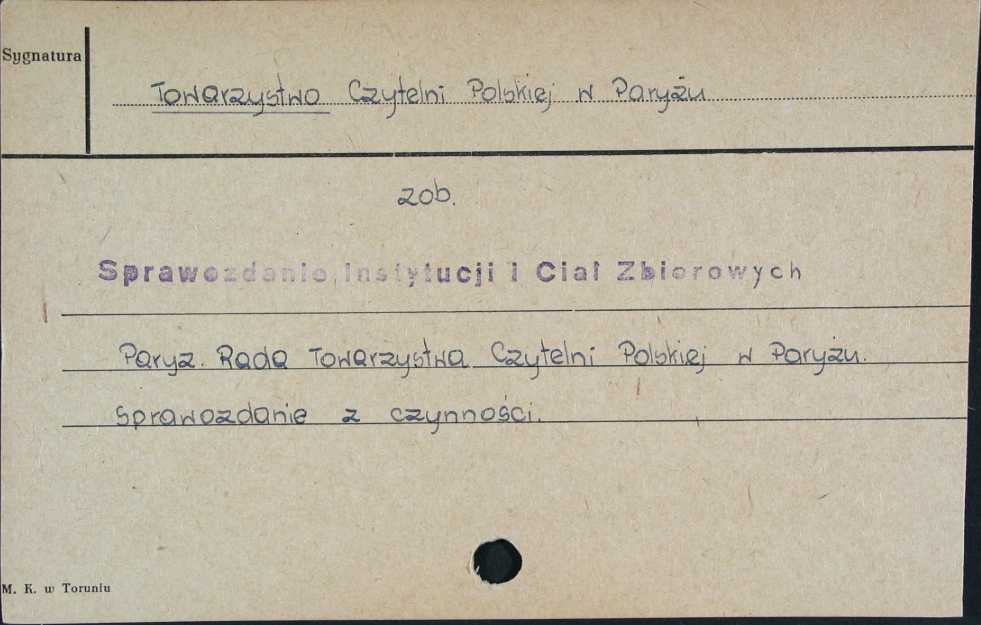 Sygnatura
Towarzystwo Czytelni Polskiej w Paryżu
zob.
Sprawozdanie Instytucji i Ciał Zbiorowych
Paryż. Rada Towarzystwa Czytelni Polskiej w Paryżu.
Sprawozdanie z czynności.
M. K. w Toruniu